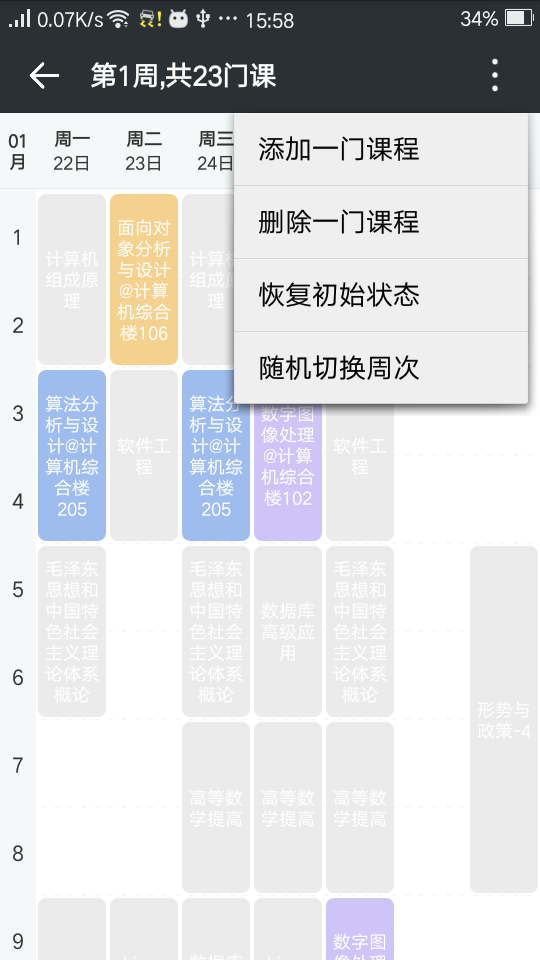 0.07K/s
15:58
34%
第1周,共23门课
添加一门课程
删除一门课程
恢复初始状态
随机切换周次
01
月
周一
22日
周二
23日
周三
24日
1
2
3
4
5
6
7
8
9
计算机
组成原
理
面向对
象分析
与设计
@计算
机综合
楼106
计算
组成
理
算法分
析与设
计@计
算机综
合楼
205
软件工
程
算法分
析与设
计@计
算机综
合楼
205
数字图
像处理
@计算
机综合
楼102
软件工
程
毛泽东
思想和
中国特
色社会
主义理
论体系
概论
毛泽东
思想和
中国特
色社会
主义理
论体系
概论
数据库
高级应
用
毛泽东
思想和
中国特
色社会
主义理
论体系
概论
形势与
政策-4
高等数
学提高
高等数
学提高
高等数
学提高
数据库
数字图
像处理